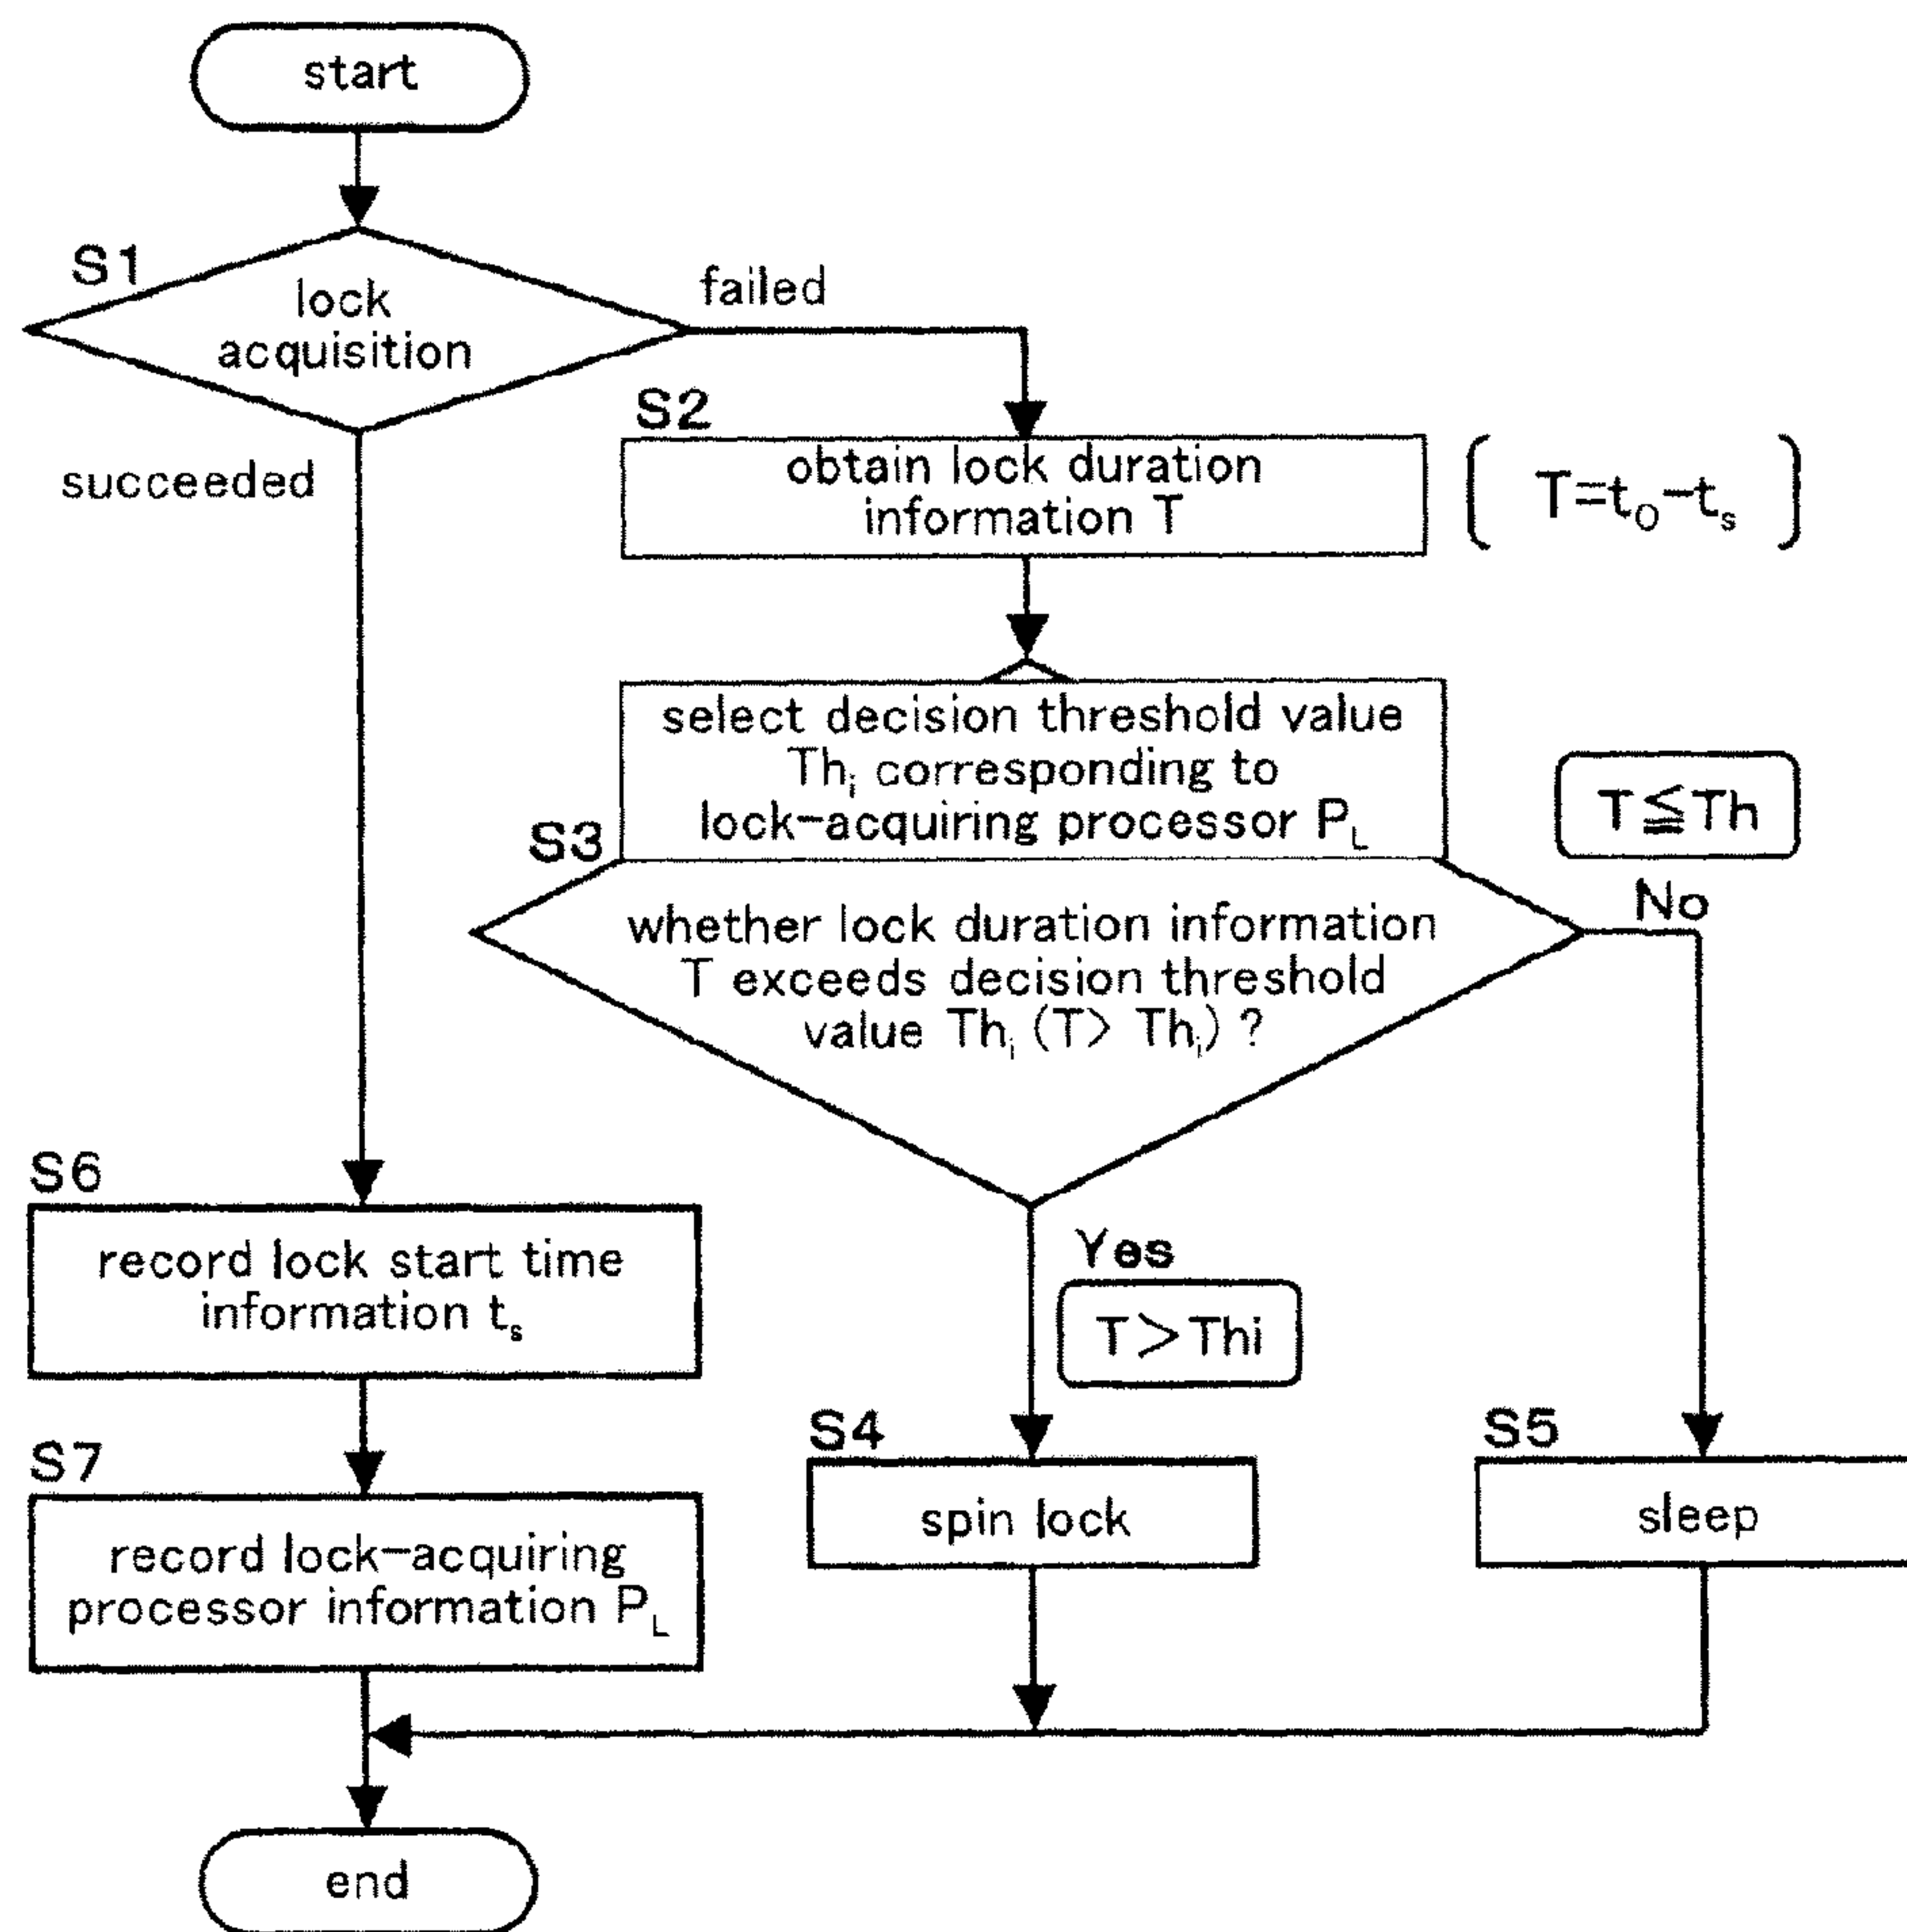 start
S1
lock
acquisition
failed
succeeded
S2
obtain lock duration
information T
T=t₀-tₛ
select decision threshold value
Thᵢ corresponding to
lock-acquiring processor P_L
S3
T≦Th
No
whether lock duration information
T exceeds decision threshold
value Thᵢ (T> Thᵢ) ?
Yes
T>Thi
S6
record lock start time
information tₛ
S4
spin lock
S5
sleep
S7
record lock-acquiring
processor information P_L
end